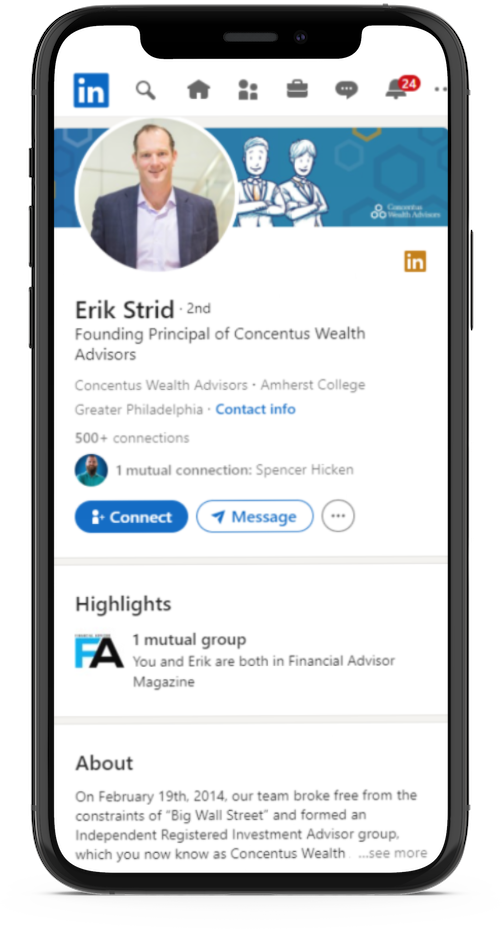 in
24
Concentus
Wealth Advisors
in
Erik Strid · 2nd
Founding Principal of Concentus Wealth
Advisors
Concentus Wealth Advisors • Amherst College
Greater Philadelphia · Contact info
500+ connections
1 mutual connection: Spencer Hicken
Connect
Message
Highlights
FA
1 mutual group
You and Erik are both in Financial Advisor
Magazine
About
On February 19th, 2014, our team broke free from the
constraints of "Big Wall Street" and formed an
Independent Registered Investment Advisor group,
which you now know as Concentus Wealth ...see more